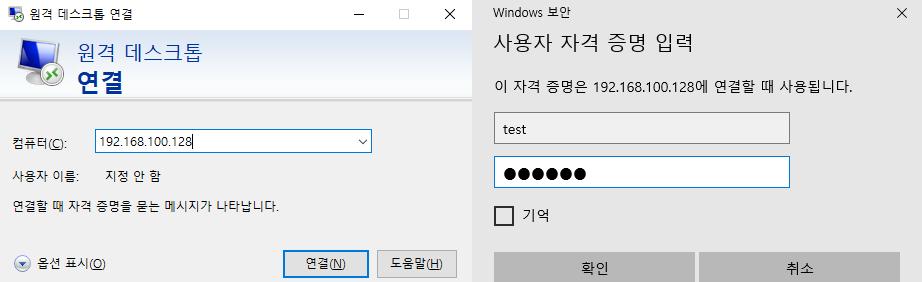 원격 데스크톱 연결
원격 데스크톱
연결
컴퓨터(C):
192.168.100.128
사용자 이름:
지정 안 함
연결할 때 자격 증명을 묻는 메시지가 나타납니다.
옵션 표시(O)
연결(N)
도움말(H)
Windows 보안
사용자 자격 증명 입력
이 자격 증명은 192.168.100.128에 연결할 때 사용됩니다.
test
●●●●●●
기억
확인
취소